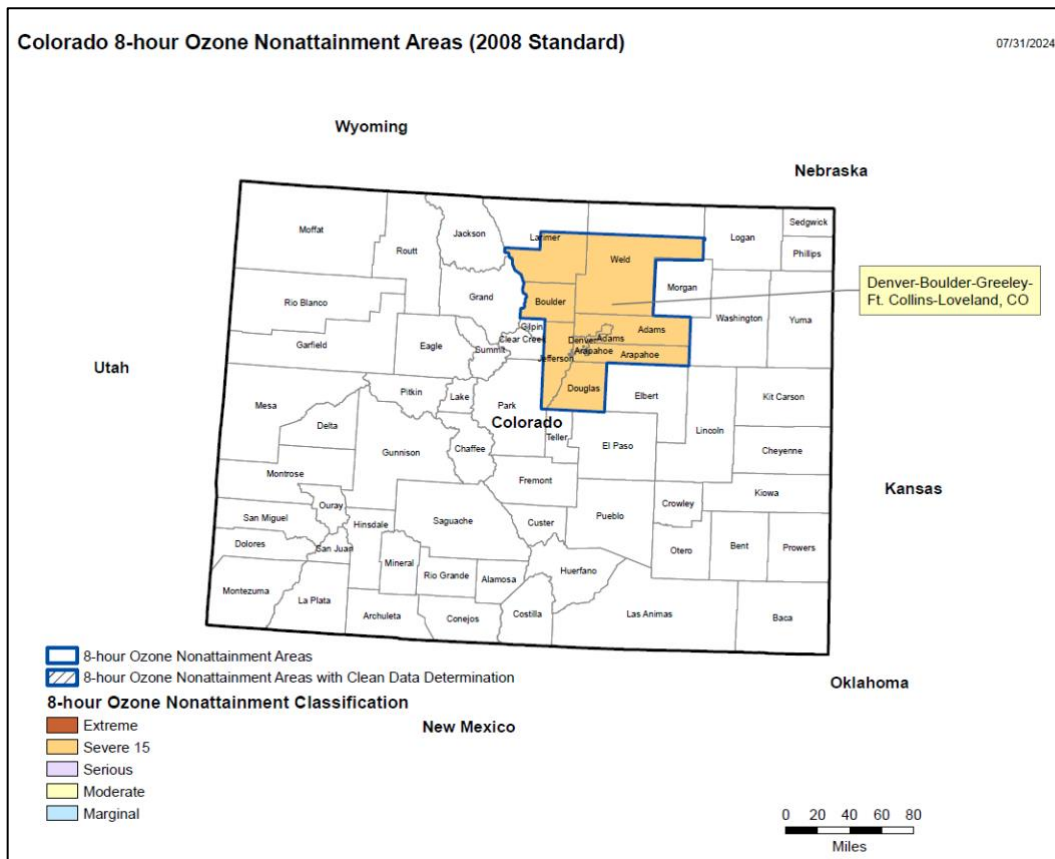 Colorado 8-hour Ozone Nonattainment Areas (2008 Standard)
07/31/2024
Wyoming
Nebraska
Moffat
Routt
Jackson
Larimer
Weld
Logan
Sedgwick
Phillips
Morgan
Denver-Boulder-Greeley-
Ft. Collins-Loveland, CO
Rio Blanco
Grand
Boulder
Washington
Yuma
Gilpin
Adams
Clear Creek
Denver
Adams
Garfield
Eagle
Summit
Jefferson
Arapahoe
Arapahoe
Utah
Pitkin
Lake
Park
Douglas
Elbert
Kit Carson
Mesa
Delta
Colorado
Lincoln
Gunnison
Chaffee
Teller
El Paso
Cheyenne
Montrose
Fremont
Kansas
Ouray
Crowley
Kiowa
San Miguel
Hinsdale
Saguache
Custer
Pueblo
Dolores
San Juan
Otero
Bent
Prowers
Mineral
Rio Grande
Alamosa
Huerfano
Montezuma
La Plata
Archuleta
Conejos
Costilla
Las Animas
Baca
8-hour Ozone Nonattainment Areas
8-hour Ozone Nonattainment Areas with Clean Data Determination
Oklahoma
8-hour Ozone Nonattainment Classification
New Mexico
Extreme
Severe 15
Serious
Moderate
Marginal
0 20 40 60 80
Miles